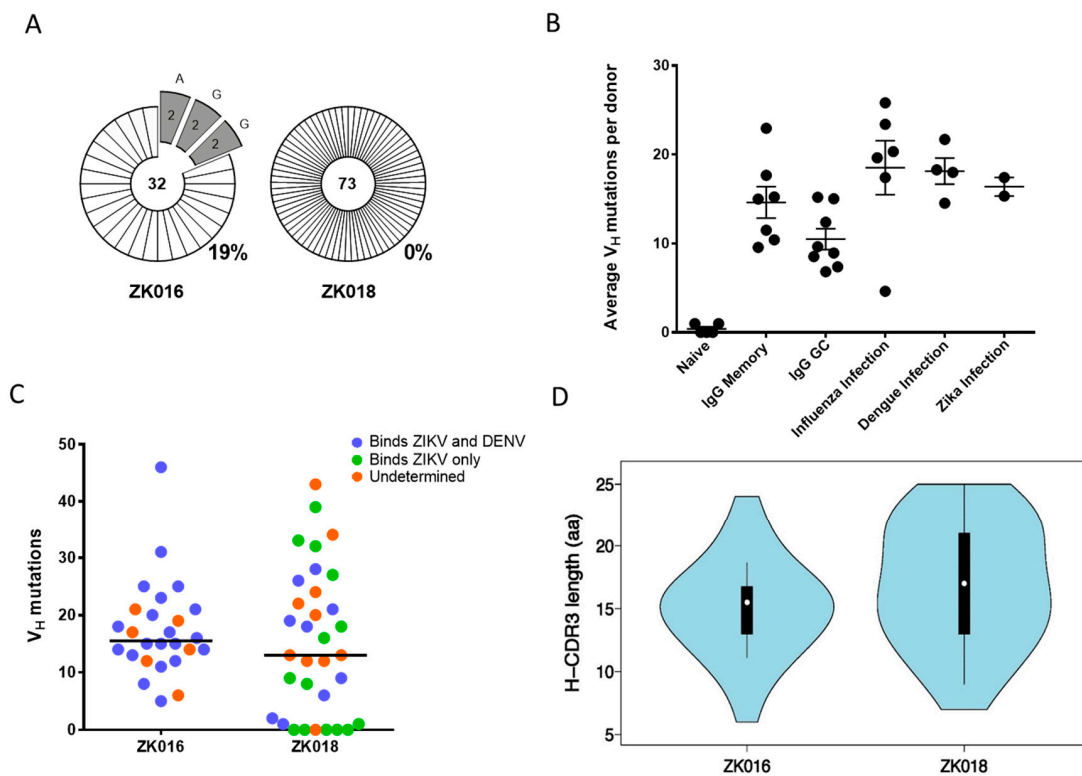 A
A
G
G
2
2
2
32
19%
ZK016
73
0%
ZK018
B
Average VH mutations per donor
30
20
10
0
Naive
IgG Memory
IgG GC
Influenza Infection
Dengue Infection
Zika Infection
C
VH mutations
50
40
30
20
10
0
ZK016
ZK018
Binds ZIKV and DENV
Binds ZIKV only
Undetermined
D
H-CDR3 length (aa)
25
20
15
10
5
ZK016
ZK018